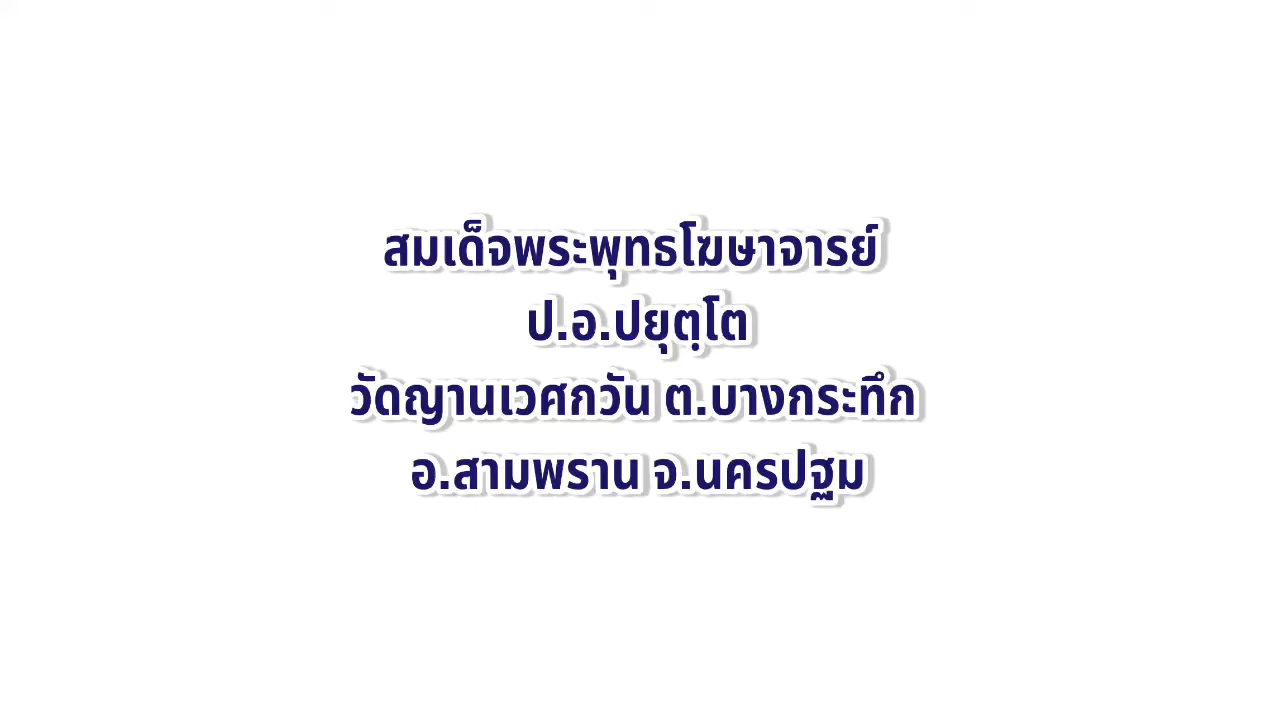 สมเด็จพระพุทธโฆษาจารย์
ป.อ.ปยุตฺโต
วัดญานเวศกวัน ต.บางกระทึก
อ.สามพราน จ.นครปฐม